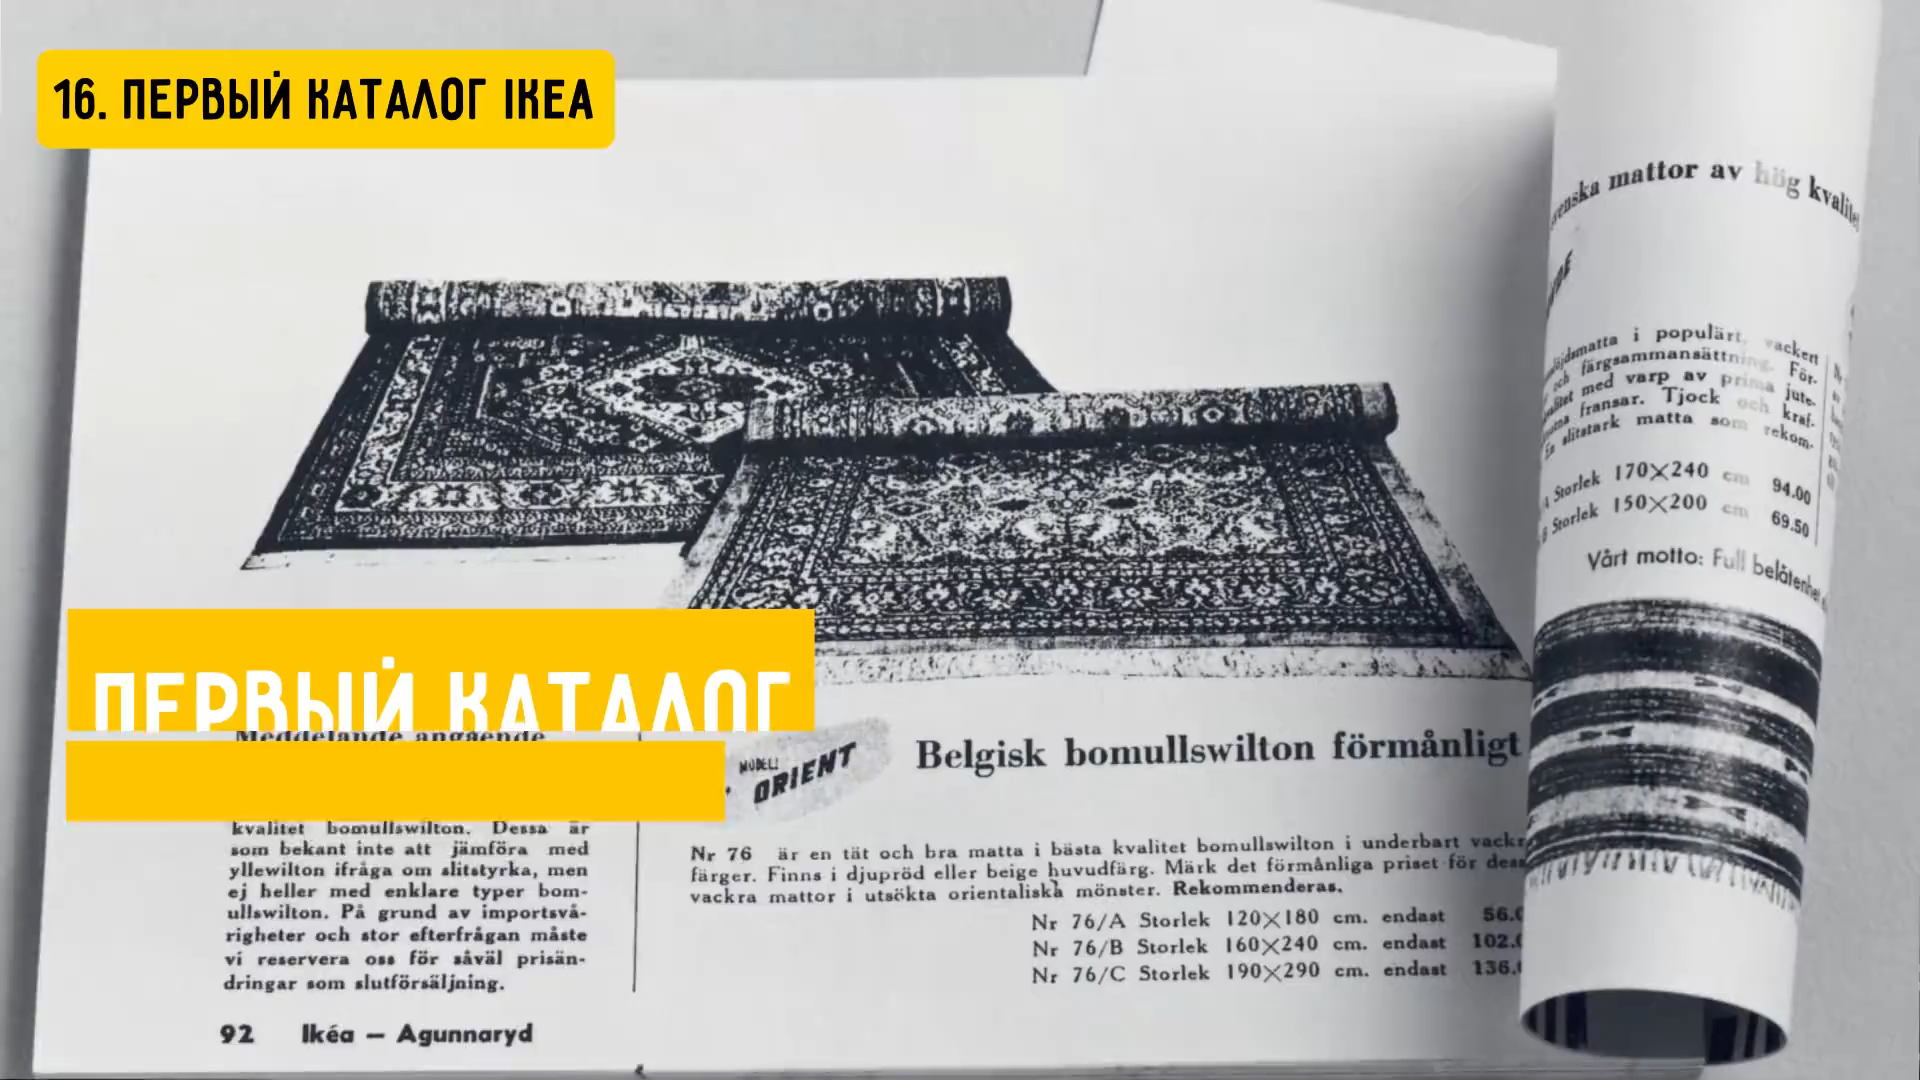 16. ПЕРВЫЙ КАТАЛОГ IKEA
mattor av hög
i populärt, vackert
och färgsammansättning. För-
med varp av prima jute-
fransar. Tjock och kraf-
En slitstark matta som rekom-
A Storlek 170×240 cm 94.00
B Storlek 150×200 cm 69.50
Vårt motto: Full
ПЕРВЫЙ КАТАЛОГ
Meddelande angående
kvalitet bomullswilton. Dessa är
som bekant inte att jämföra med
yllewilton ifråga om slitstyrka, men
ej heller med enklare typer bom-
ullswilton. På grund av importsvå-
righeter och stor efterfrågan måste
vi reservera oss för såväl prisän-
dringar som slutförsäljning.
MODELL
ORIENT
Belgisk bomullswilton förmånligt
Nr 76 är en tät och bra matta i bästa kvalitet bomullswilton i underbart
färger. Finns i djupröd eller beige huvudfärg. Märk det förmånliga priset för
vackra mattor i utsökta orientaliska mönster. Rekommenderas.
Nr 76/A Storlek 120×180 cm. endast 56.
Nr 76/B Storlek 160×240 cm. endast 102.
Nr 76/C Storlek 190×290 cm. endast 136.
92 Ikéa — Agunnaryd